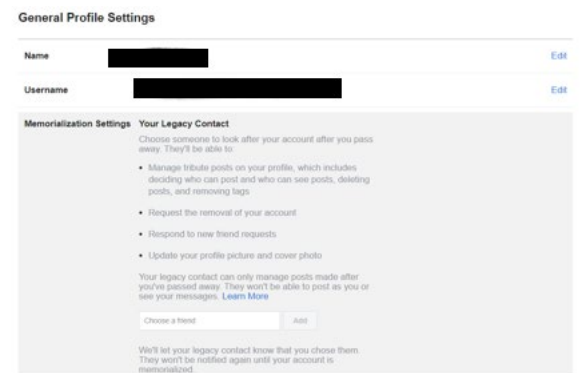 General Profile Settings
Name
Edit
Username
Edit
Memorialization Settings Your Legacy Contact
Choose someone to look after your account after you pass
away. They'll be able to:
• Manage tribute posts on your profile, which includes
deciding who can post and who can see posts, deleting
posts, and removing tags
• Request the removal of your account
• Respond to new friend requests
• Update your profile picture and cover photo
Your legacy contact can only manage posts made after
you've passed away. They won't be able to post as you or
see your messages. Learn More
Choose a friend
Add
We'll let your legacy contact know that you chose them.
They won't be notified again until your account is
memorialized.